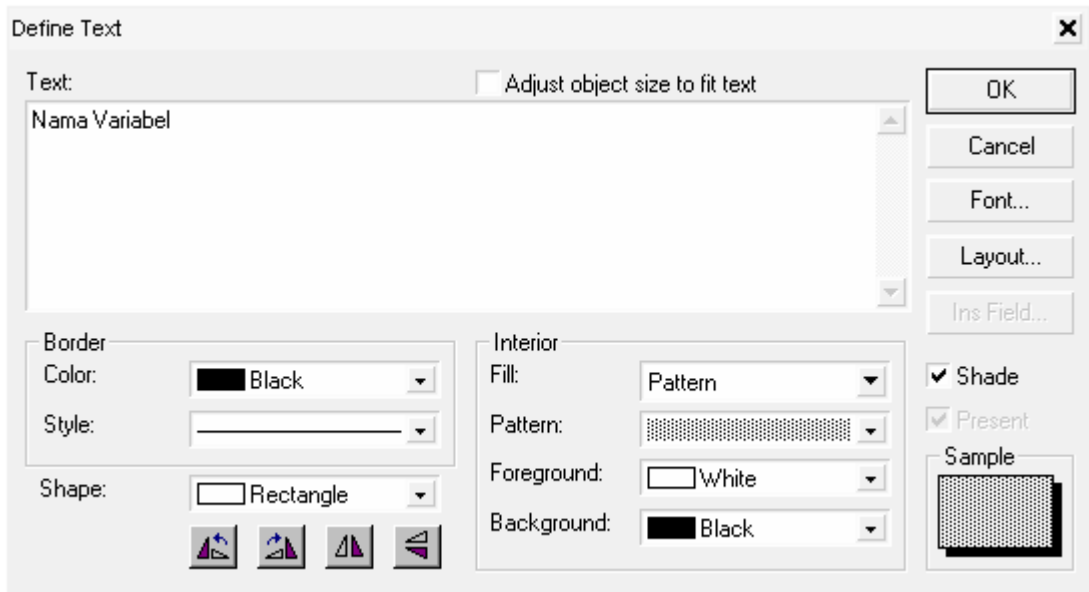 Define Text
Text:
Adjust object size to fit text
Nama Variabel
OK
Cancel
Font...
Layout...
Ins Field...
Border
Color:
Black
Style:
Shape:
Rectangle
Interior
Fill:
Pattern
Pattern:
Foreground:
White
Background:
Black
Shade
Present
Sample